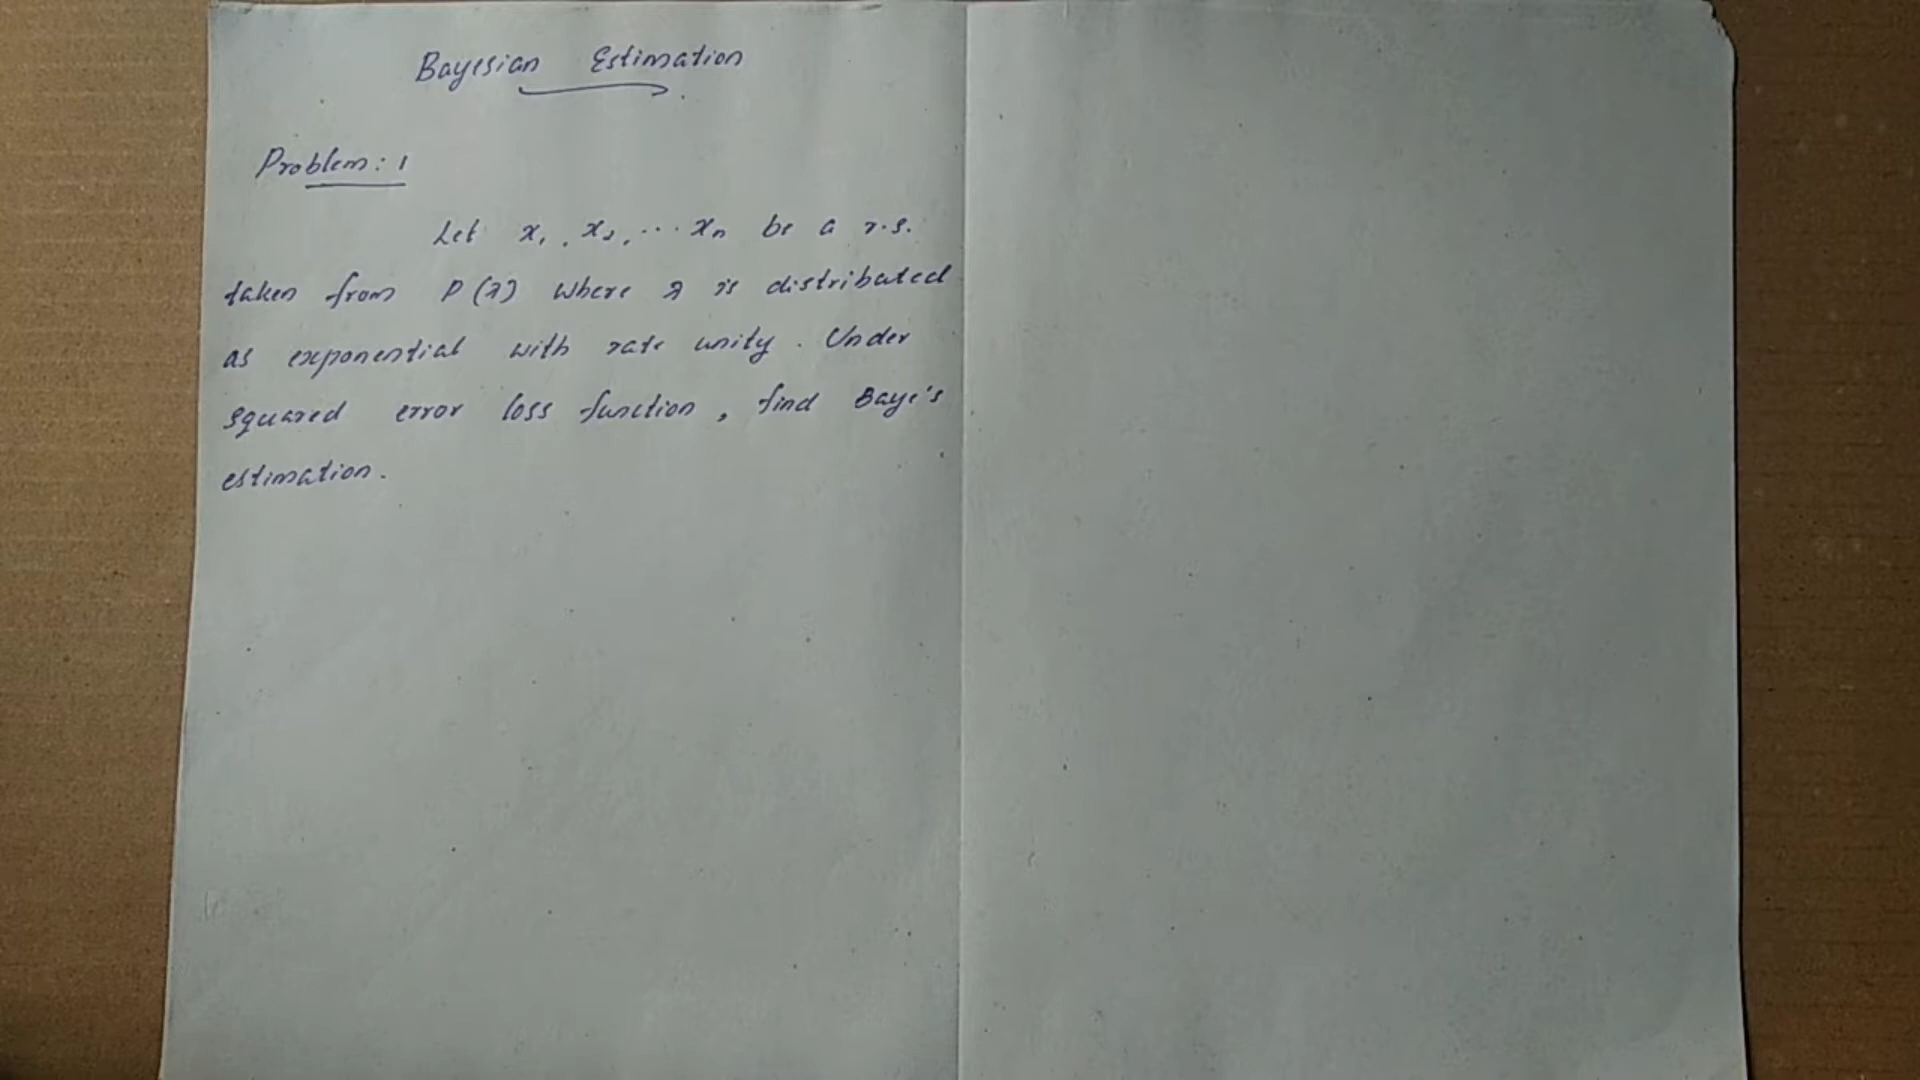 Bayesian Estimation
Problem: 1
Let x₁, x₂, ... xₙ be a r.s.
taken from P(λ) where λ is distributed
as exponential with rate unity. Under
squared error loss function, find Baye's
estimation.